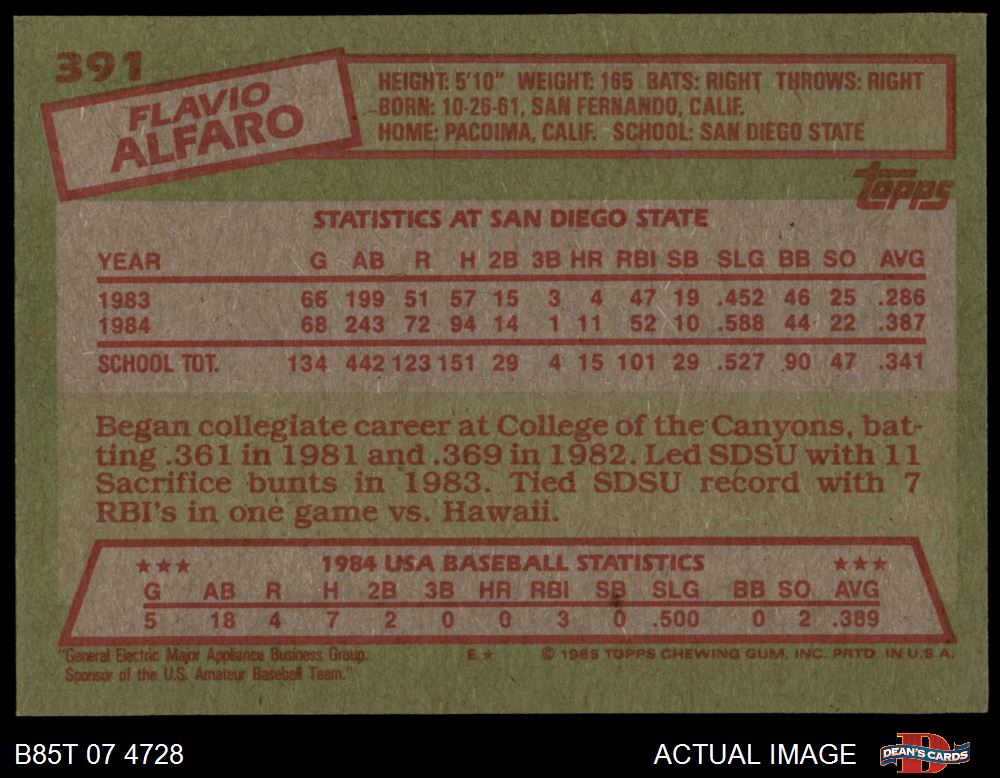 391
FLAVIO
ALFARO
HEIGHT: 5'10" WEIGHT: 165 BATS: RIGHT THROWS: RIGHT
BORN: 10-26-61, SAN FERNANDO, CALIF.
HOME: PACOIMA, CALIF. SCHOOL: SAN DIEGO STATE
topps
STATISTICS AT SAN DIEGO STATE
YEAR G AB R H 2B 3B HR RBI SB SLG BB SO AVG
1983 66 199 51 57 15 3 4 47 19 .452 46 25 .286
1984 68 243 72 94 14 1 11 52 10 .588 44 22 .387
SCHOOL TOT. 134 442 123 151 29 4 15 101 29 .527 90 47 .341
Began collegiate career at College of the Canyons, bat-
ting .361 in 1981 and .369 in 1982. Led SDSU with 11
Sacrifice bunts in 1983. Tied SDSU record with 7
RBI's in one game vs. Hawaii.
★★★ 1984 USA BASEBALL STATISTICS ★★★
G AB R H 2B 3B HR RBI SB SLG BB SO AVG
5 18 4 7 2 0 0 3 0 .500 0 2 .389
"General Electric Major Appliance Business Group.
Sponsor of the U.S. Amateur Baseball Team."
E ★ © 1985 TOPPS CHEWING GUM, INC. PRTD. IN U.S.A.
B85T 07 4728
ACTUAL IMAGE
D
DEAN'S CARDS